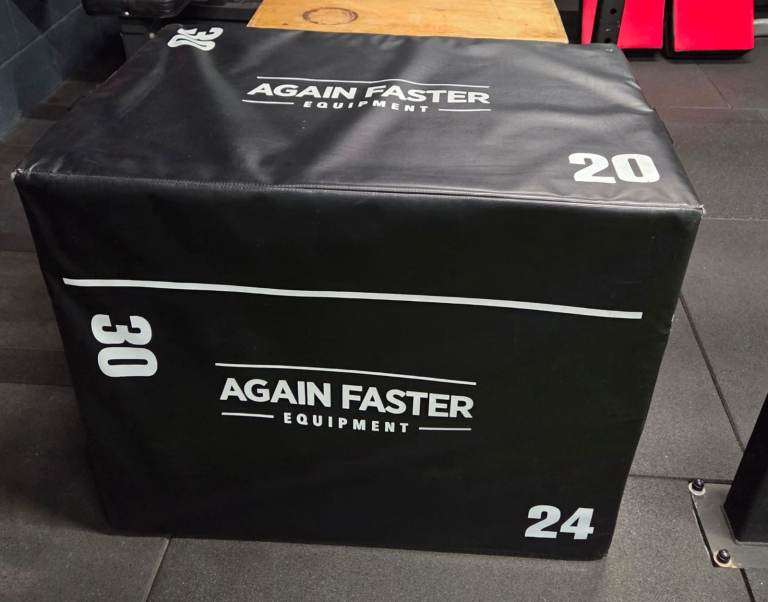 30
AGAIN FASTER
EQUIPMENT
20
30
AGAIN FASTER
EQUIPMENT
24